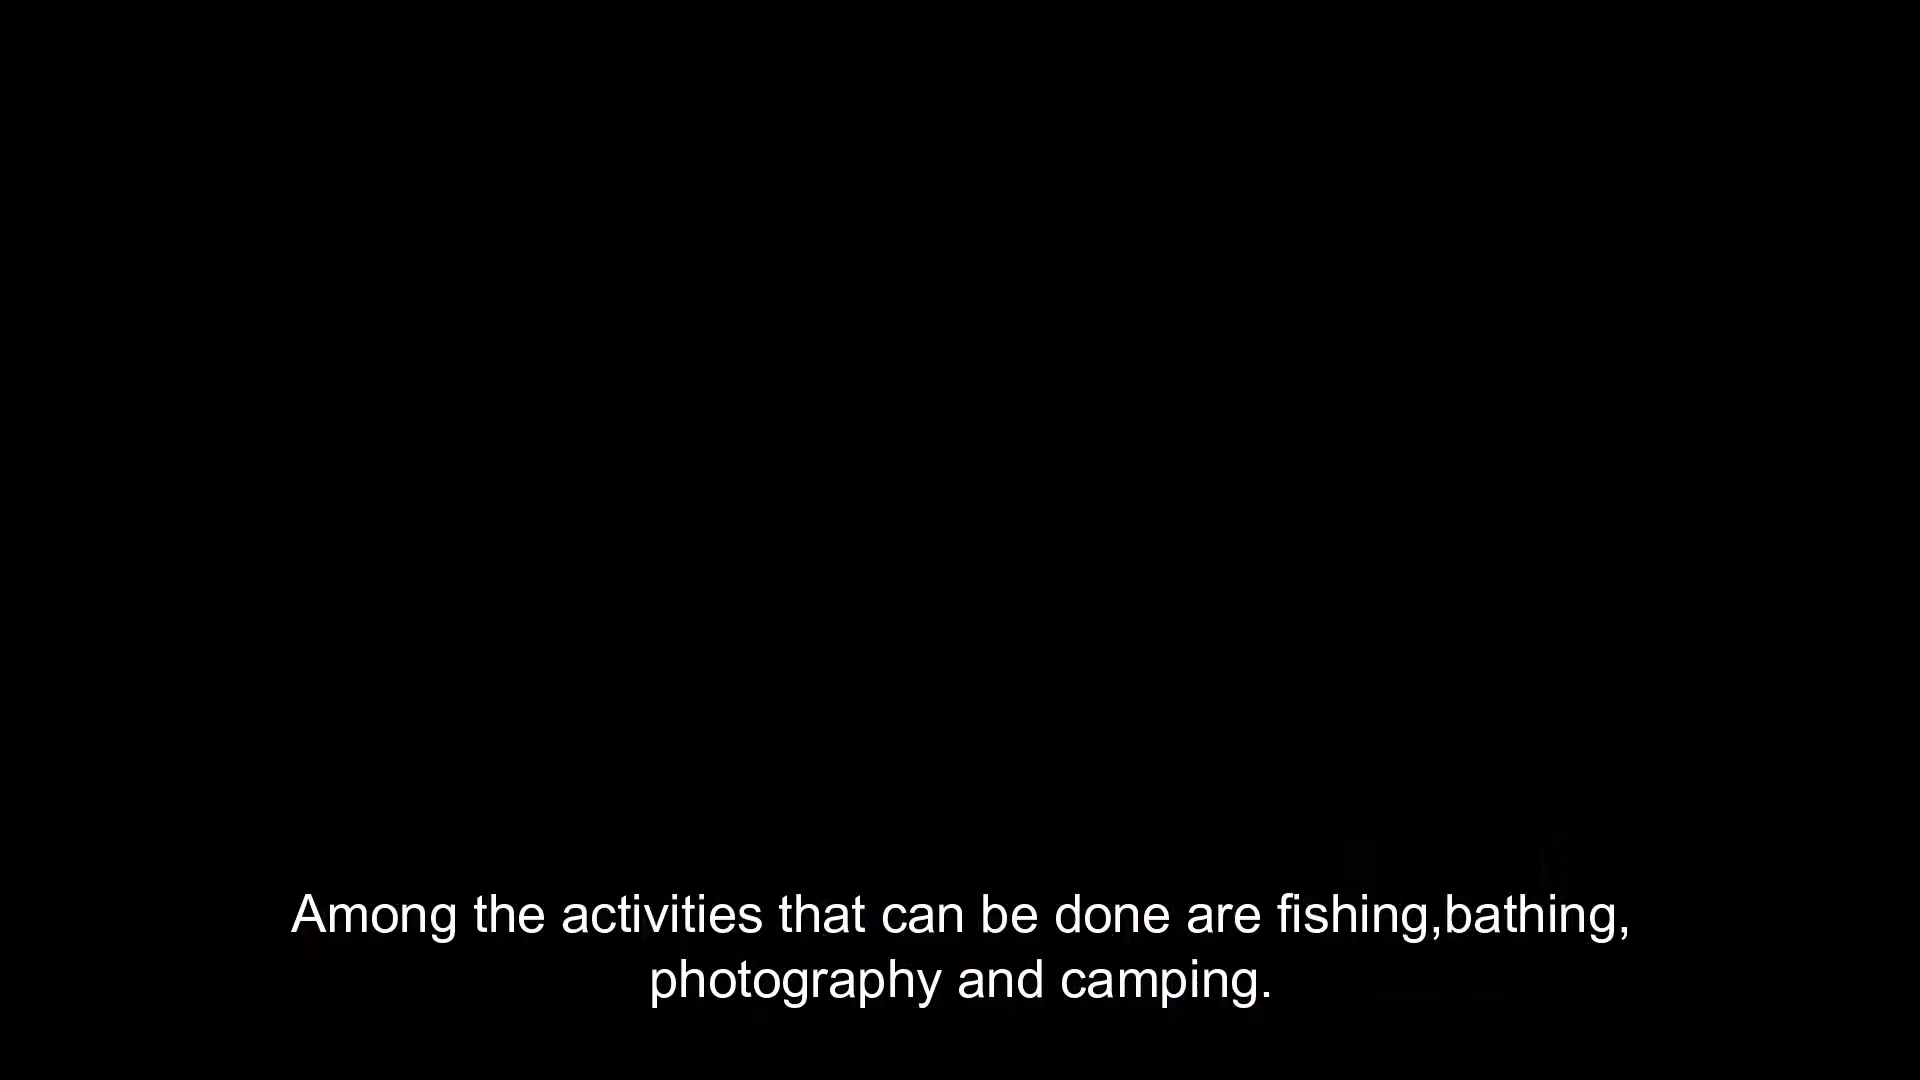 Among the activities that can be done are fishing,bathing,
photography and camping.